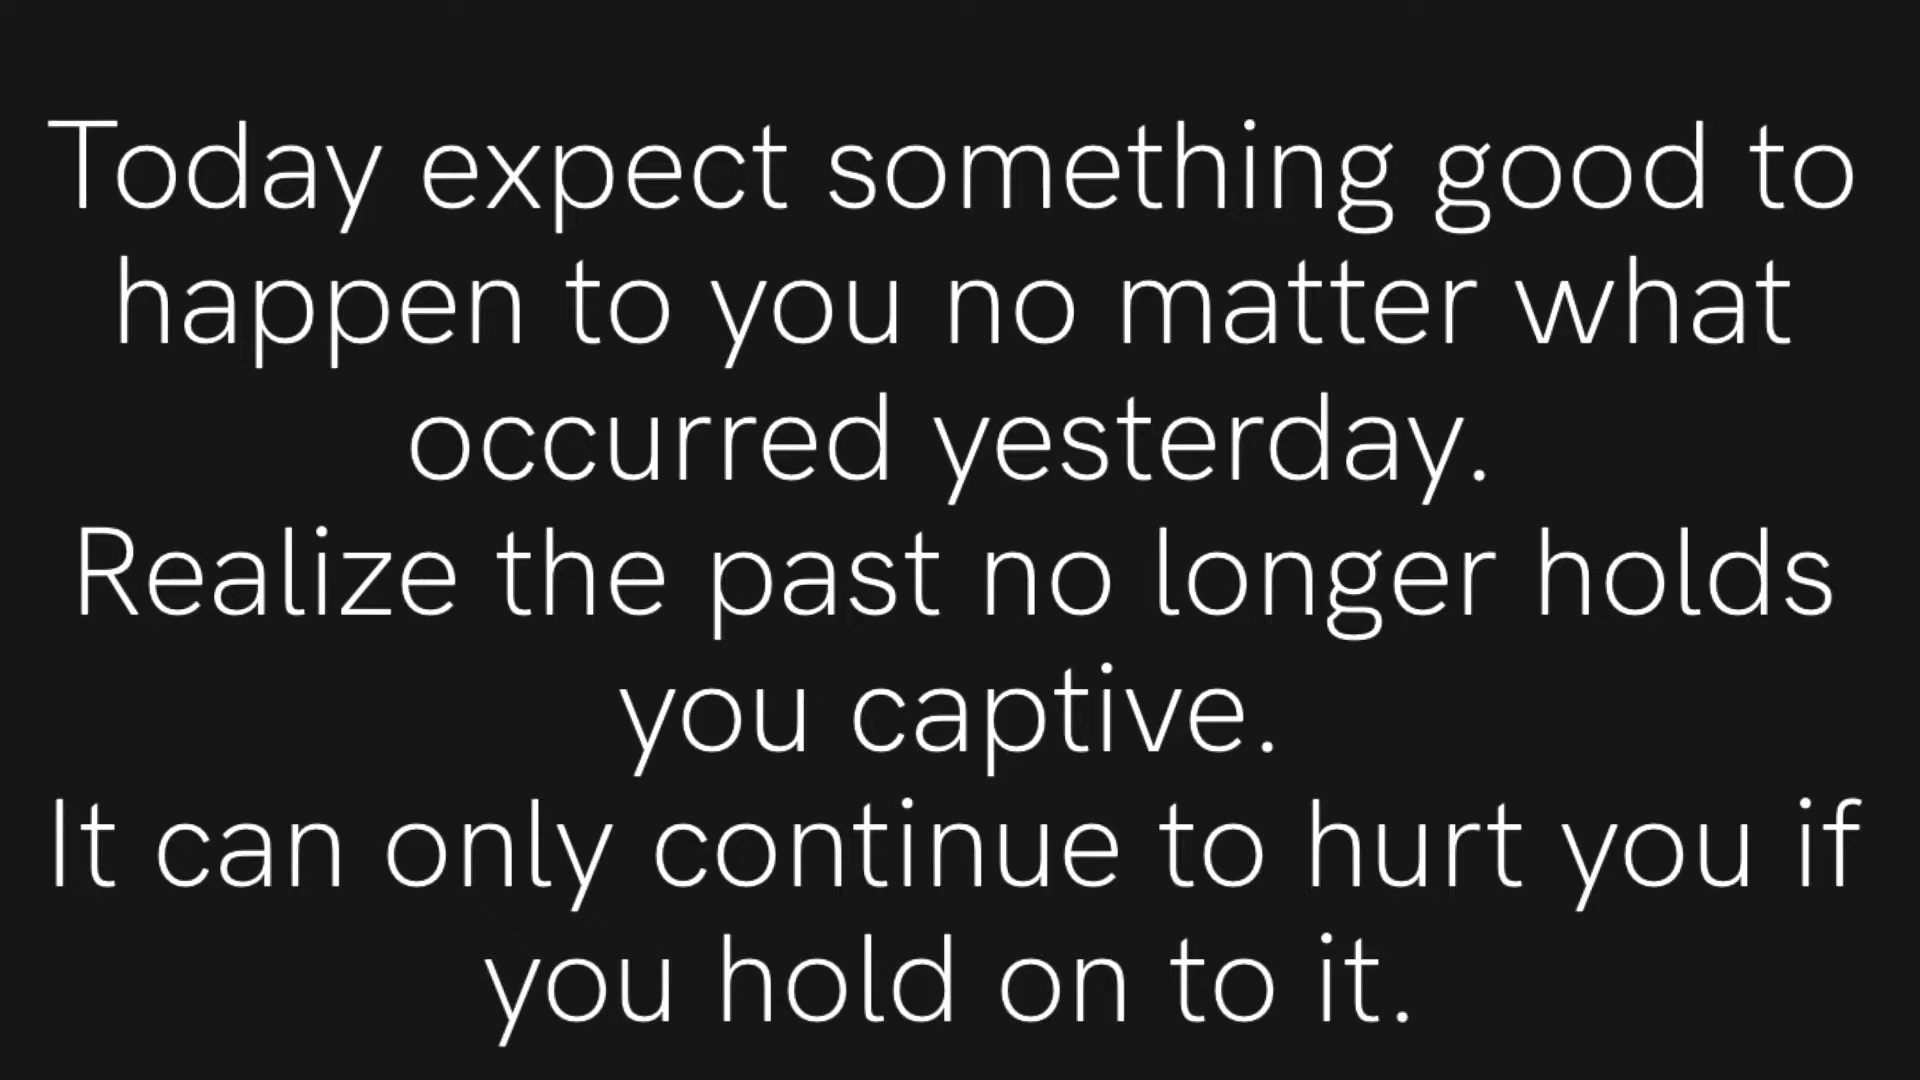 Today expect something good to
happen to you no matter what
occurred yesterday.
Realize the past no longer holds
you captive.
It can only continue to hurt you if
you hold on to it.